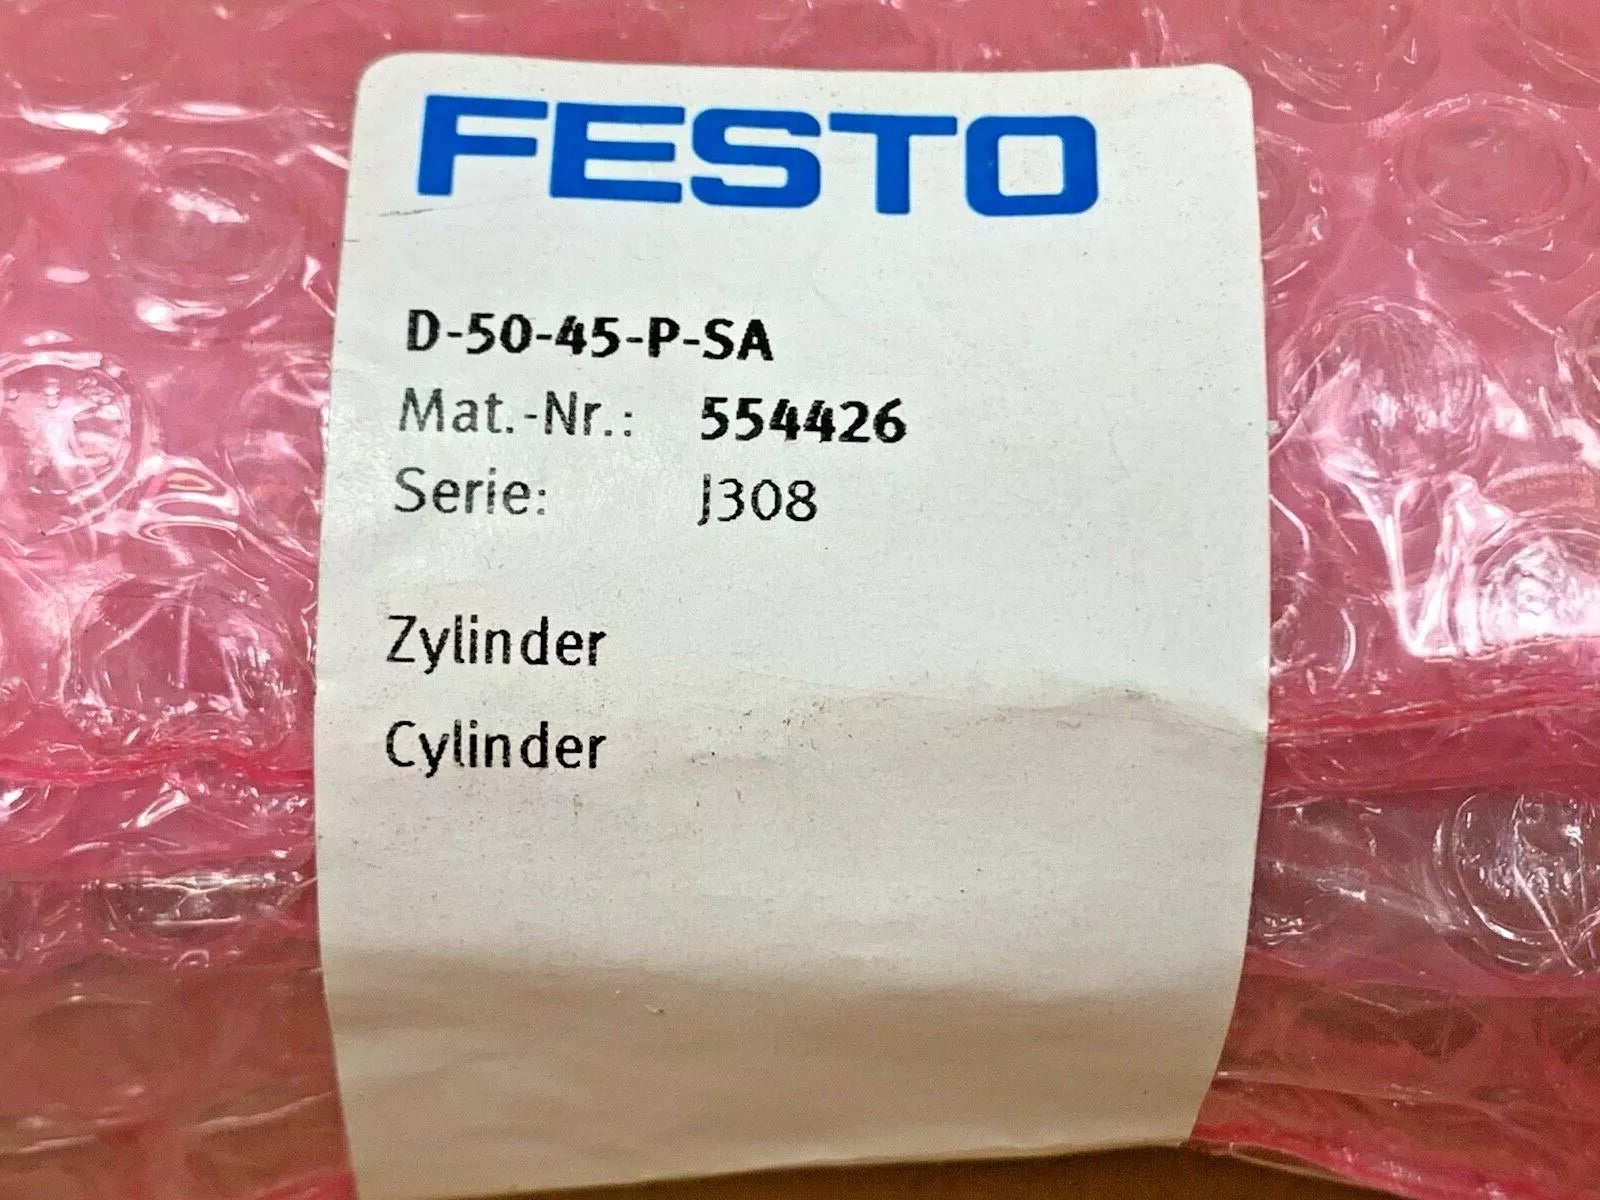 FESTO
D-50-45-P-SA
Mat.-Nr.: 554426
Serie: J308
Zylinder
Cylinder